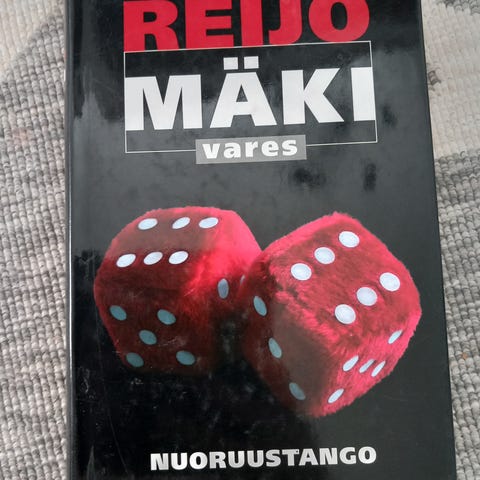 REIJO
MÄKI
vares
NUORUUSTANGO